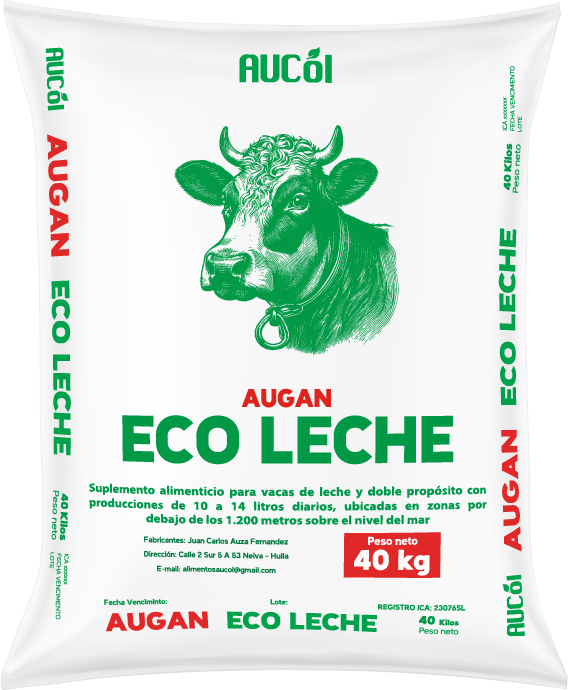 AUCól
AUGAN
ECO LECHE
Suplemento alimenticio para vacas de leche y doble propósito con
producciones de 10 a 14 litros diarios, ubicadas en zonas por
debajo de los 1.200 metros sobre el nivel del mar
Fabricantes: Juan Carlos Auza Fernandez
Dirección: Calle 2 Sur 5 A 53 Neiva - Huila
E-mail: alimentosaucol@gmail.com
Peso neto
40 kg
Fecha Venciminto:
Lote:
REGISTRO ICA: 230765L
AUGAN ECO LECHE
40 Kilos
Peso neto
AUCól AUGAN ECO LECHE
40 Kilos
Peso neto
ICA xxxxxxx
FECHA VENCIMIENTO
LOTE
AUCól AUGAN ECO LECHE
40 Kilos
Peso neto
ICA xxxxxxx
FECHA VENCIMIENTO
LOTE